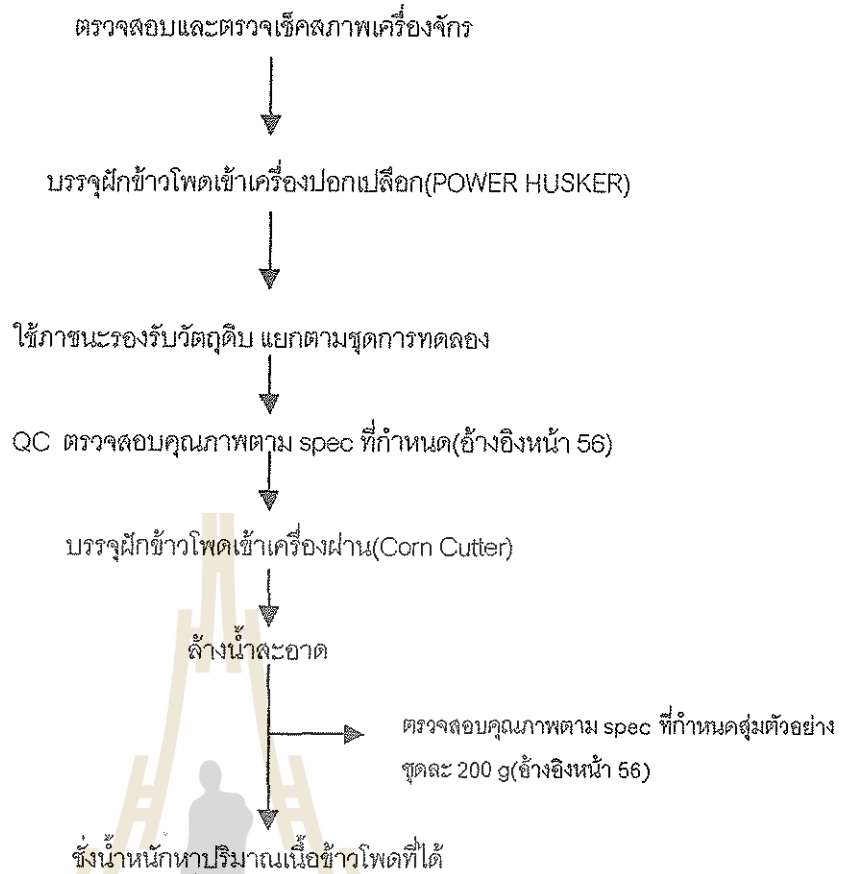 ตรวจสอบและตรวจเช็คสภาพเครื่องจักร
บรรจุฝักข้าวโพดเข้าเครื่องปอกเปลือก(POWER HUSKER)
ใช้ภาชนะรองรับวัตถุดิบ แยกตามชุดการทดลอง
QC ตรวจสอบคุณภาพตาม spec ที่กำหนด(อ้างอิงหน้า 56)
บรรจุฝักข้าวโพดเข้าเครื่องฝาน(Corn Cutter)
ล้างน้ำสะอาด
ตรวจสอบคุณภาพตาม spec ที่กำหนดสุ่มตัวอย่าง
ชุดละ 200 g(อ้างอิงหน้า 56)
ชั่งน้ำหนักหาปริมาณเนื้อข้าวโพดที่ได้